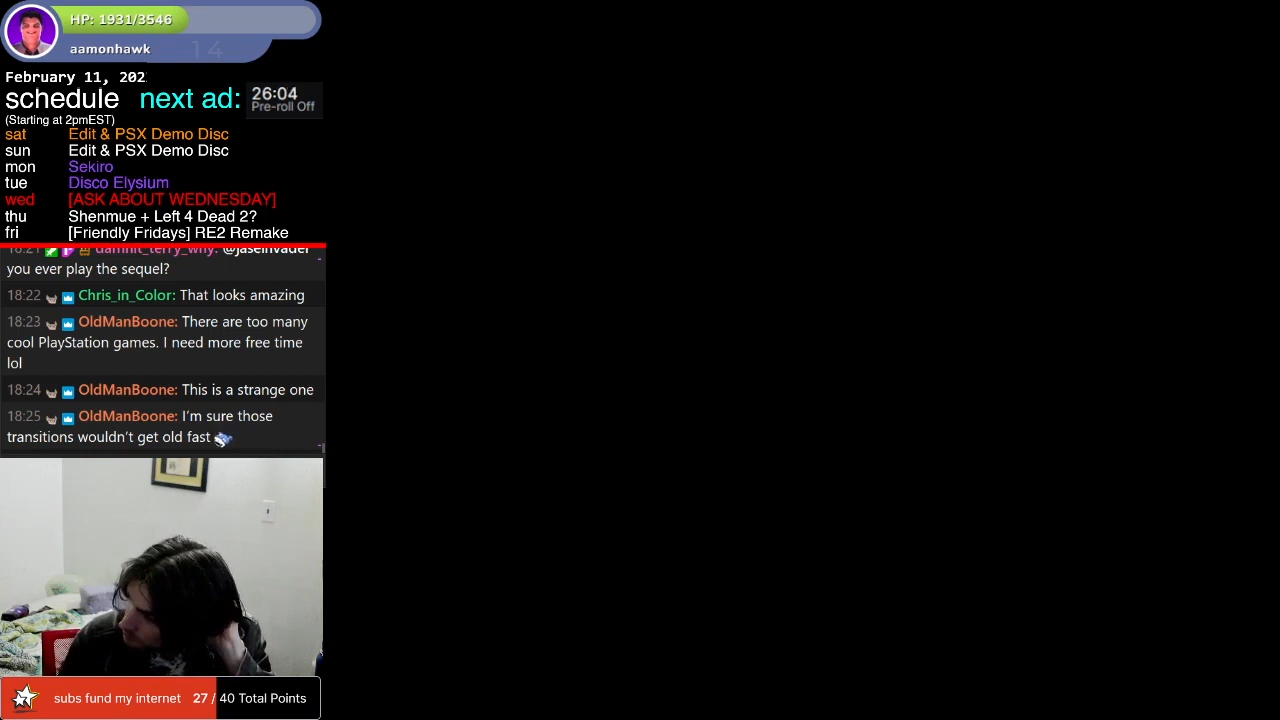 HP: 1931/3546
aamonhawk
14
February 11, 202
schedule next ad: 26:04
Pre-roll Off
(Starting at 2pmEST)
sat Edit & PSX Demo Disc
sun Edit & PSX Demo Disc
mon Sekiro
tue Disco Elysium
wed [ASK ABOUT WEDNESDAY]
thu Shenmue + Left 4 Dead 2?
fri [Friendly Fridays] RE2 Remake
18:21 damnit_terry_why: @jaseinvader
you ever play the sequel?
18:22 Chris_in_Color: That looks amazing
18:23 OldManBoone: There are too many
cool PlayStation games. I need more free time
lol
18:24 OldManBoone: This is a strange one
18:25 OldManBoone: I'm sure those
transitions wouldn't get old fast
subs fund my internet 27 / 40 Total Points